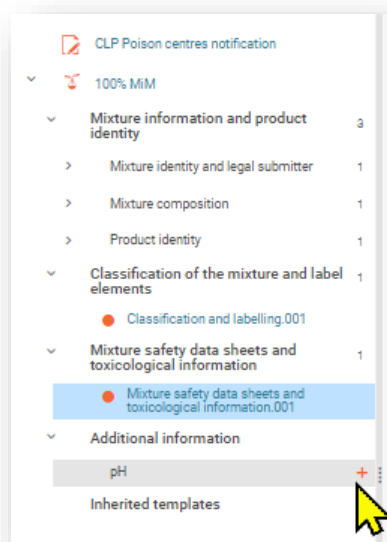 CLP Poison centres notification
100% MiM
Mixture information and product
identity
3
Mixture identity and legal submitter 1
Mixture composition 1
Product identity 1
Classification of the mixture and label
elements
1
Classification and labelling.001
Mixture safety data sheets and
toxicological information
1
Mixture safety data sheets and
toxicological information.001
Additional information
pH +
Inherited templates